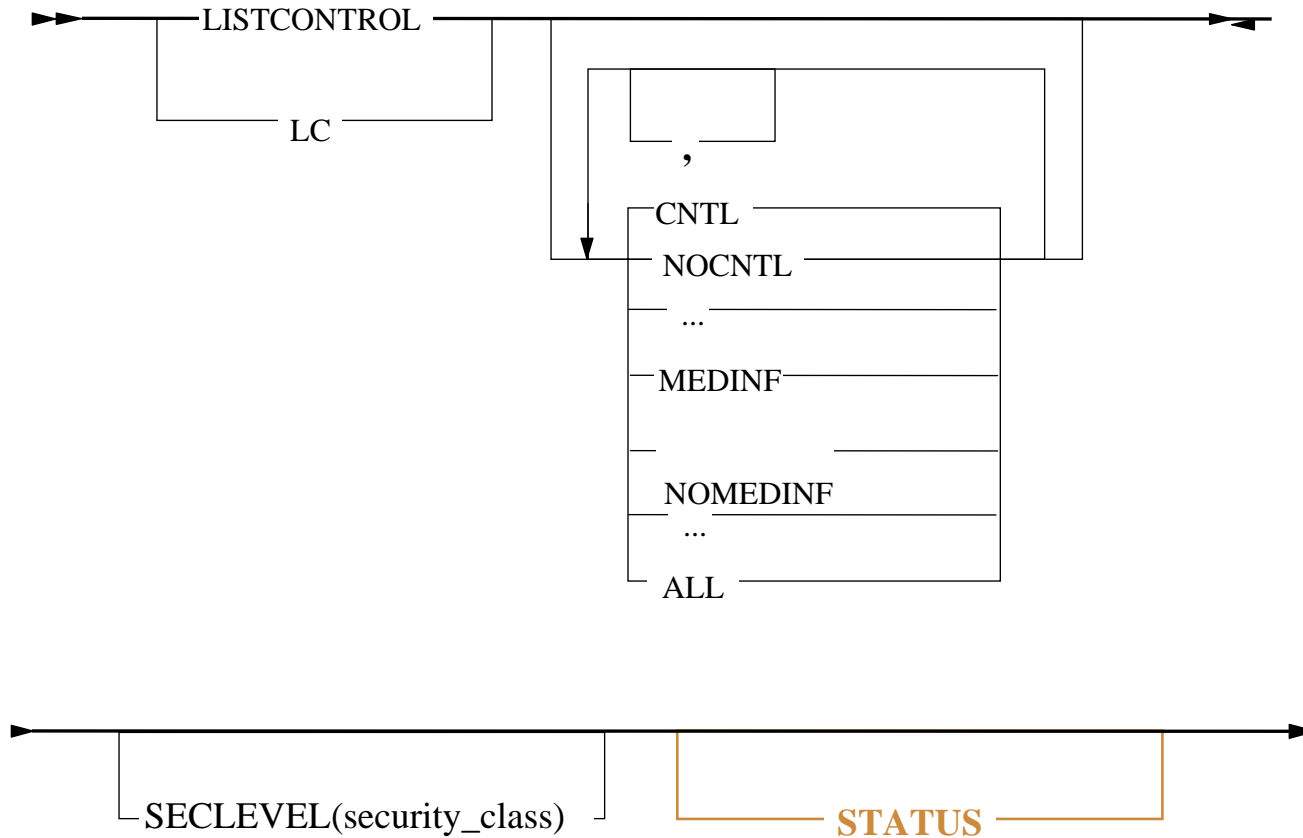 LISTCONTROL
LC
,
CNTL
NOCNTL
...
MEDINF
NOMEDINF
...
ALL
SECLEVEL(security_class)
STATUS